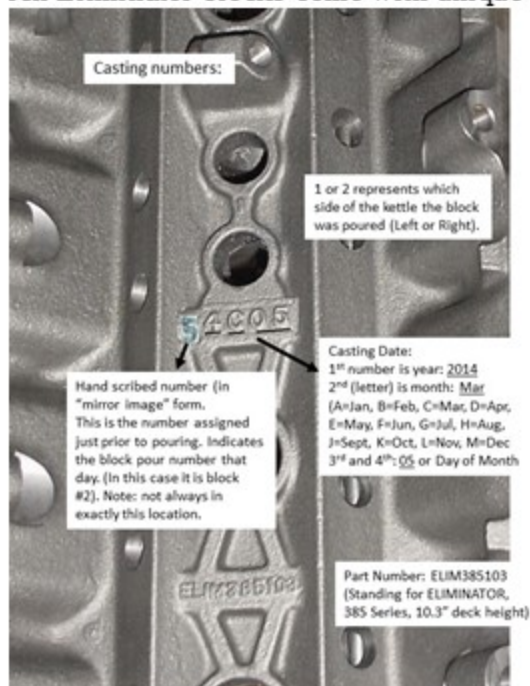 Casting numbers:
1 or 2 represents which
side of the kettle the block
was poured (Left or Right).
4C05
Casting Date:
1st number is year: 2014
2nd (letter) is month: Mar
(A=Jan, B=Feb, C=Mar, D=Apr,
E=May, F=Jun, G=Jul, H=Aug,
J=Sept, K=Oct, L=Nov, M=Dec
3rd and 4th: 05 or Day of Month
Hand scribed number (in
"mirror image" form.
This is the number assigned
just prior to pouring. Indicates
the block pour number that
day. (In this case it is block
#2). Note: not always in
exactly this location.
ELIM385103
Part Number: ELIM385103
(Standing for ELIMINATOR,
385 Series, 10.3" deck height)